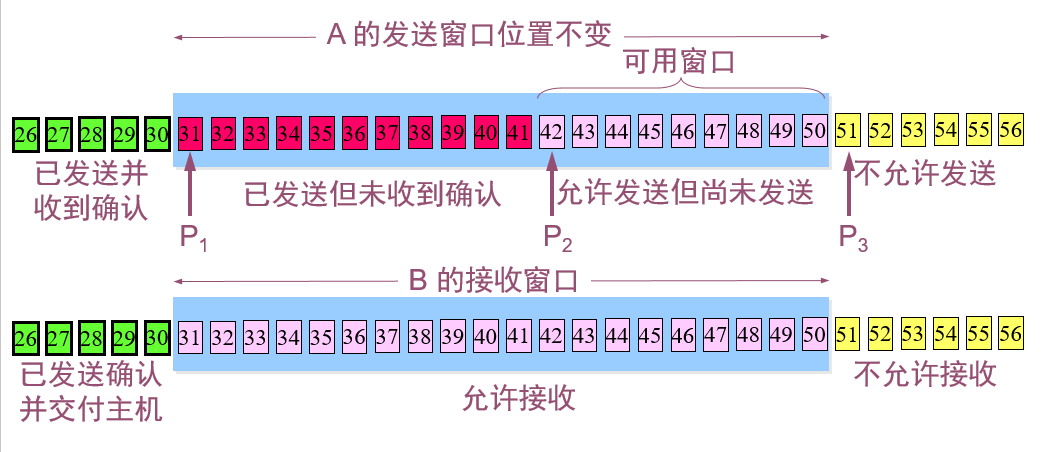 A 的发送窗口位置不变
可用窗口
26 27 28 29 30 31 32 33 34 35 36 37 38 39 40 41 42 43 44 45 46 47 48 49 50 51 52 53 54 55 56
已发送并
收到确认
已发送但未收到确认
允许发送但尚未发送
不允许发送
P1
P2
P3
B 的接收窗口
26 27 28 29 30 31 32 33 34 35 36 37 38 39 40 41 42 43 44 45 46 47 48 49 50 51 52 53 54 55 56
已发送确认
并交付主机
允许接收
不允许接收